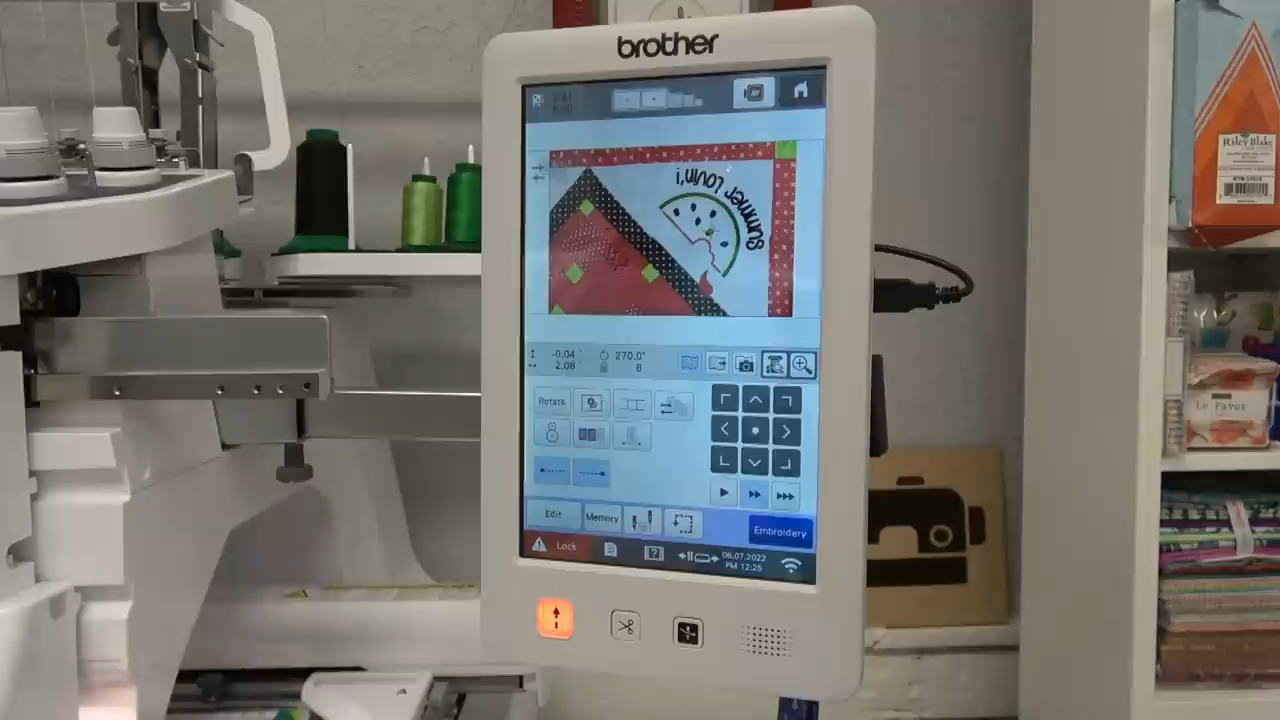 brother
summer lovin'
-0.04
270.0°
2.08
8
Rotate
Edit
Memory
Embroidery
Lock
06.07.2022
PM 12:25
Riley Blake
Le Favor